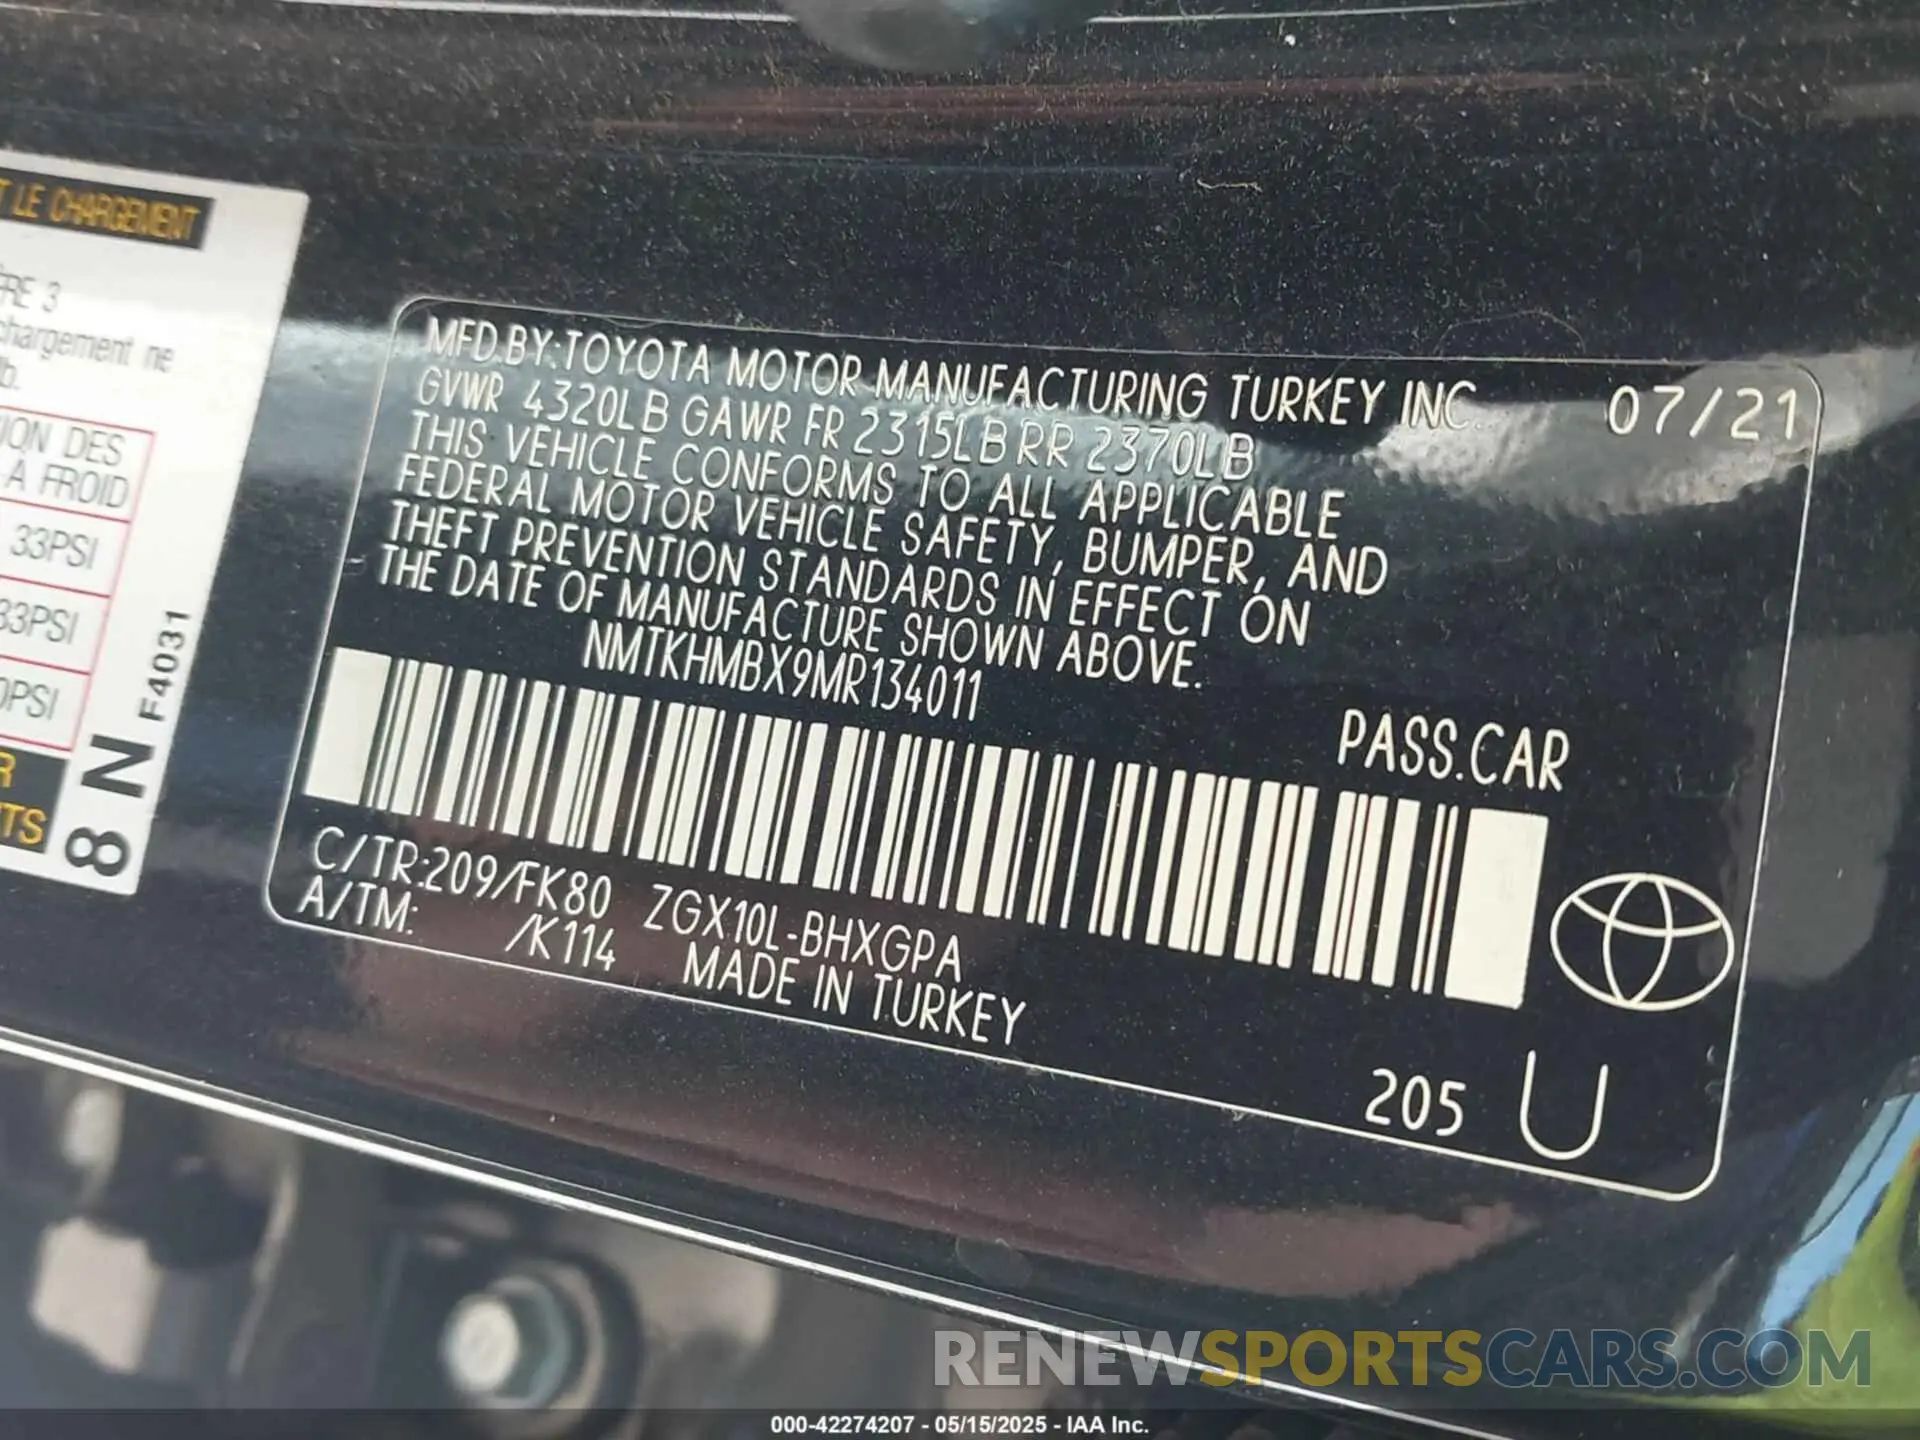 T LE CHARGEMENT
3
chargement ne
lb.
ION DES
À FROID
33PSI
33PSI
0PSI
R
TS
8 N F4031
MFD.BY:TOYOTA MOTOR MANUFACTURING TURKEY INC. 07/21
GVWR 4320LB GAWR FR 2315LB RR 2370LB
THIS VEHICLE CONFORMS TO ALL APPLICABLE
FEDERAL MOTOR VEHICLE SAFETY, BUMPER, AND
THEFT PREVENTION STANDARDS IN EFFECT ON
THE DATE OF MANUFACTURE SHOWN ABOVE.
NMTKHMBX9MR134011
PASS.CAR
C/TR:209/FK80 ZGX10L-BHXGPA
A/TM: /K114 MADE IN TURKEY
205 U
RENEWSPORTSCARS.COM
000-42274207 - 05/15/2025 - IAA Inc.